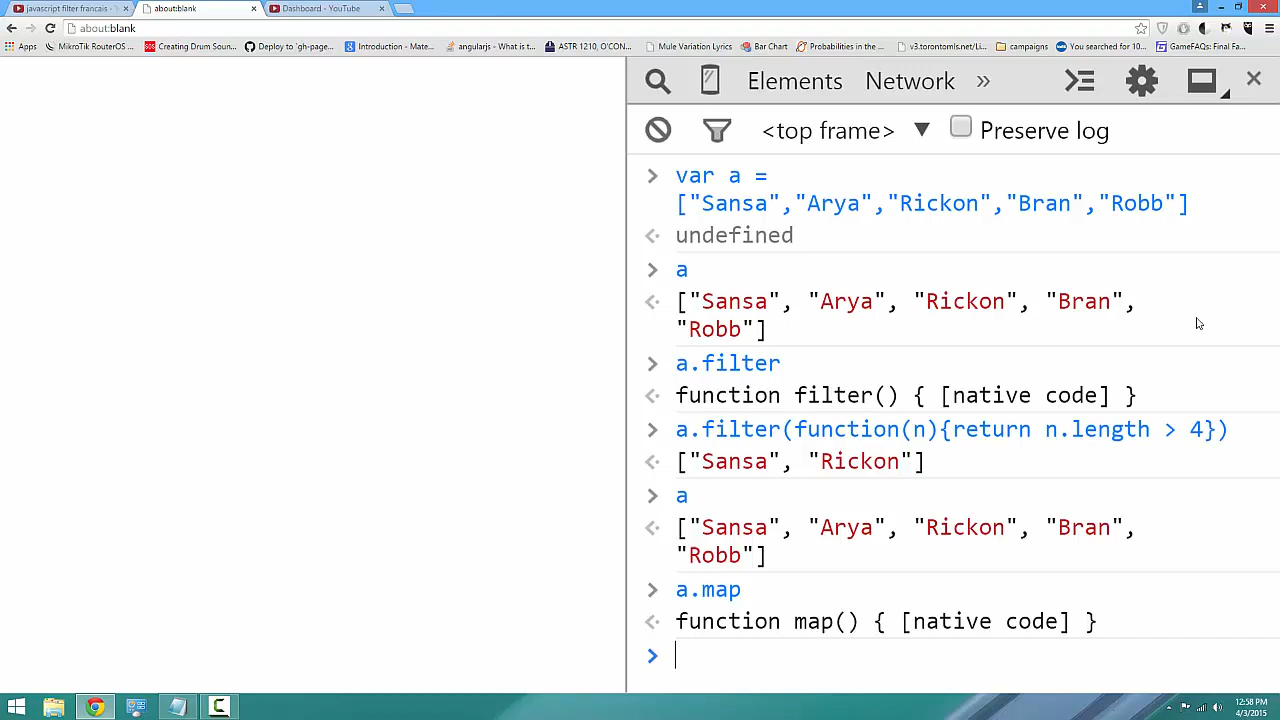 javascript filter francais - Y
about:blank
Dashboard - YouTube
about:blank
Apps
MikroTik RouterOS ...
Creating Drum Soun...
Deploy to `gh-page...
Introduction - Mate...
angularjs - What is t...
ASTR 1210, O'CON...
Mule Variation Lyrics
Bar Chart
Probabilities in the ...
v3.torontomls.net/Li...
campaigns
You searched for 10...
GameFAQs: Final Fa...
Elements Network »
<top frame> ▼ Preserve log
> var a =
["Sansa","Arya","Rickon","Bran","Robb"]
undefined
> a
["Sansa", "Arya", "Rickon", "Bran",
"Robb"]
> a.filter
function filter() { [native code] }
> a.filter(function(n){return n.length > 4})
["Sansa", "Rickon"]
> a
["Sansa", "Arya", "Rickon", "Bran",
"Robb"]
> a.map
function map() { [native code] }
>
12:58 PM
4/3/2015